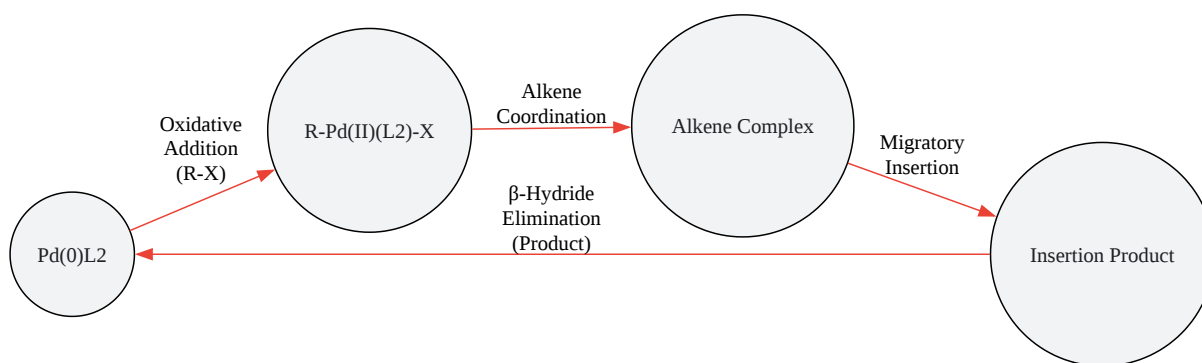 Pd(0)L2
Oxidative
Addition
(R-X)
R-Pd(II)(L2)-X
Alkene
Coordination
Alkene Complex
Migratory
Insertion
Insertion Product
β-Hydride
Elimination
(Product)